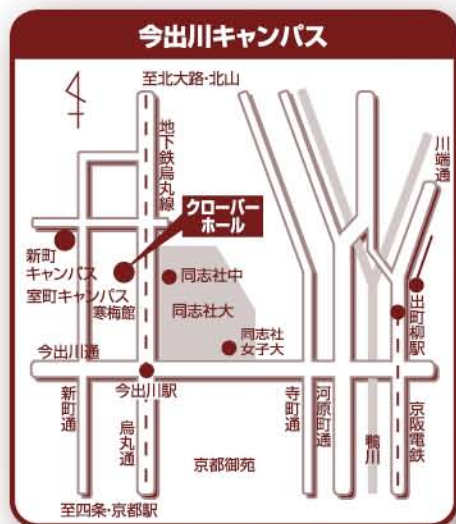 今出川キャンパス
至北大路・北山
地下鉄烏丸線
川端通
クローバー
ホール
新町
キャンパス
室町キャンパス
寒梅館
同志社中
同志社大
同志社
女子大
出町柳駅
今出川通
今出川駅
新町通
烏丸通
寺町通
河原町通
鴨川
京阪電鉄
京都御苑
至四条・京都駅